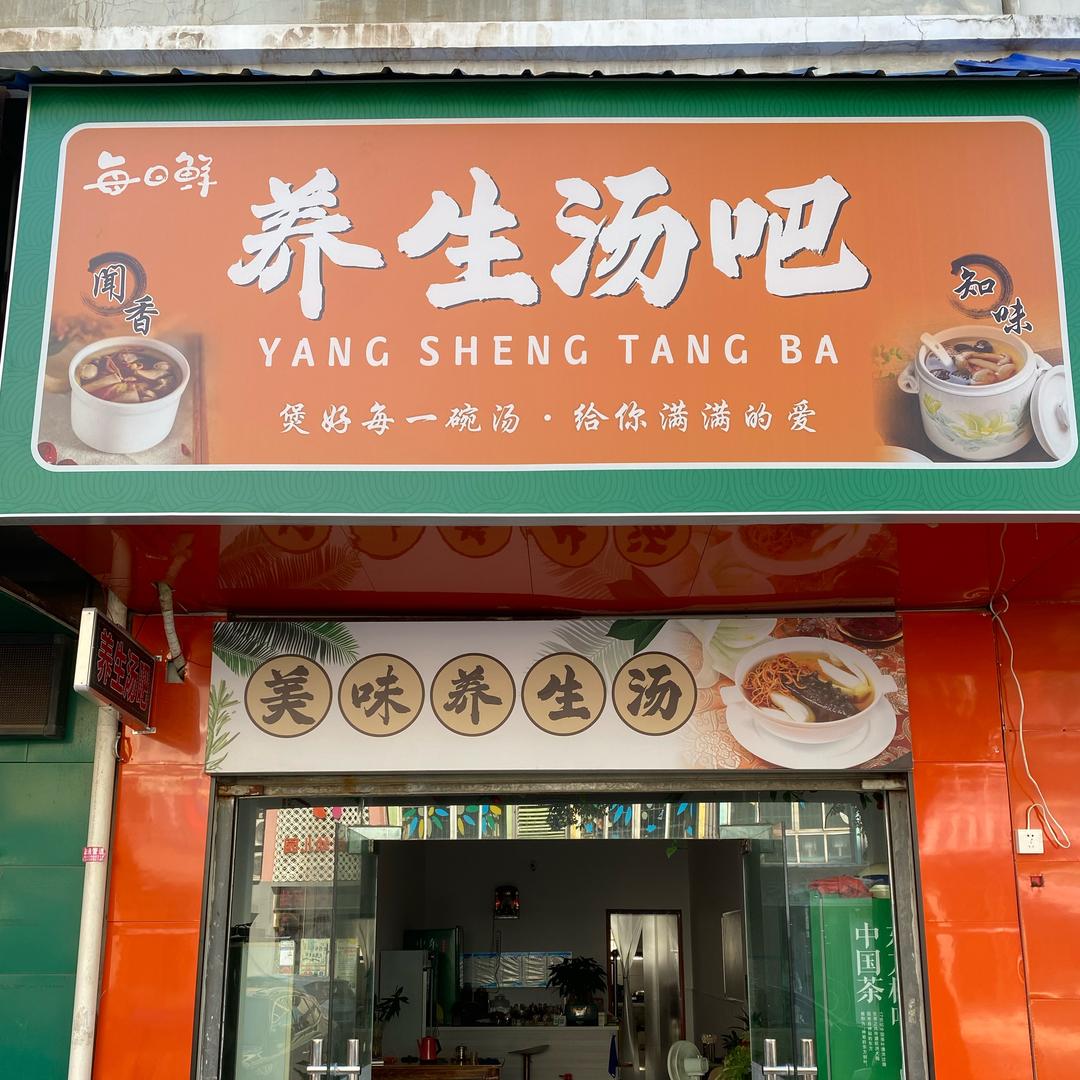 每日鲜
养生汤吧
YANG SHENG TANG BA
煲好每一碗汤·给你满满的爱
闻香
知味
养生汤吧
美味养生汤
中国茶